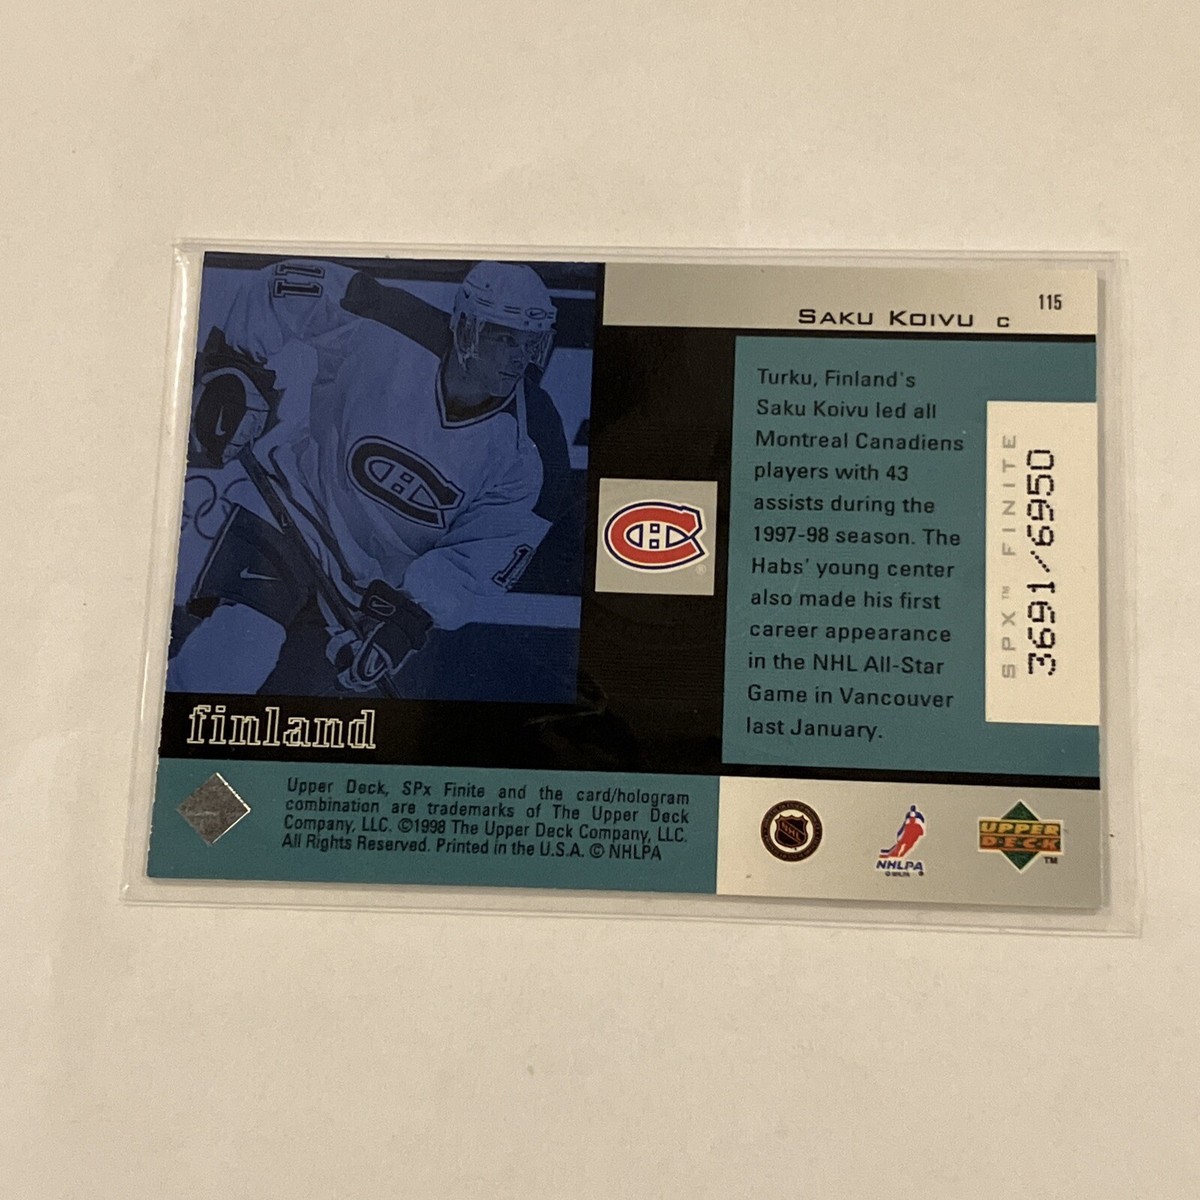 115
SAKU KOIVU C
Turku, Finland's
Saku Koivu led all
Montreal Canadiens
players with 43
assists during the
1997-98 season. The
Habs' young center
also made his first
career appearance
in the NHL All-Star
Game in Vancouver
last January.
SPX™ FINITE
3691/6950
11
finland
Upper Deck, SPx Finite and the card/hologram
combination are trademarks of The Upper Deck
Company, LLC. ©1998 The Upper Deck Company, LLC.
All Rights Reserved. Printed in the U.S.A. © NHLPA
NHL
NHLPA
UPPER
DECK™